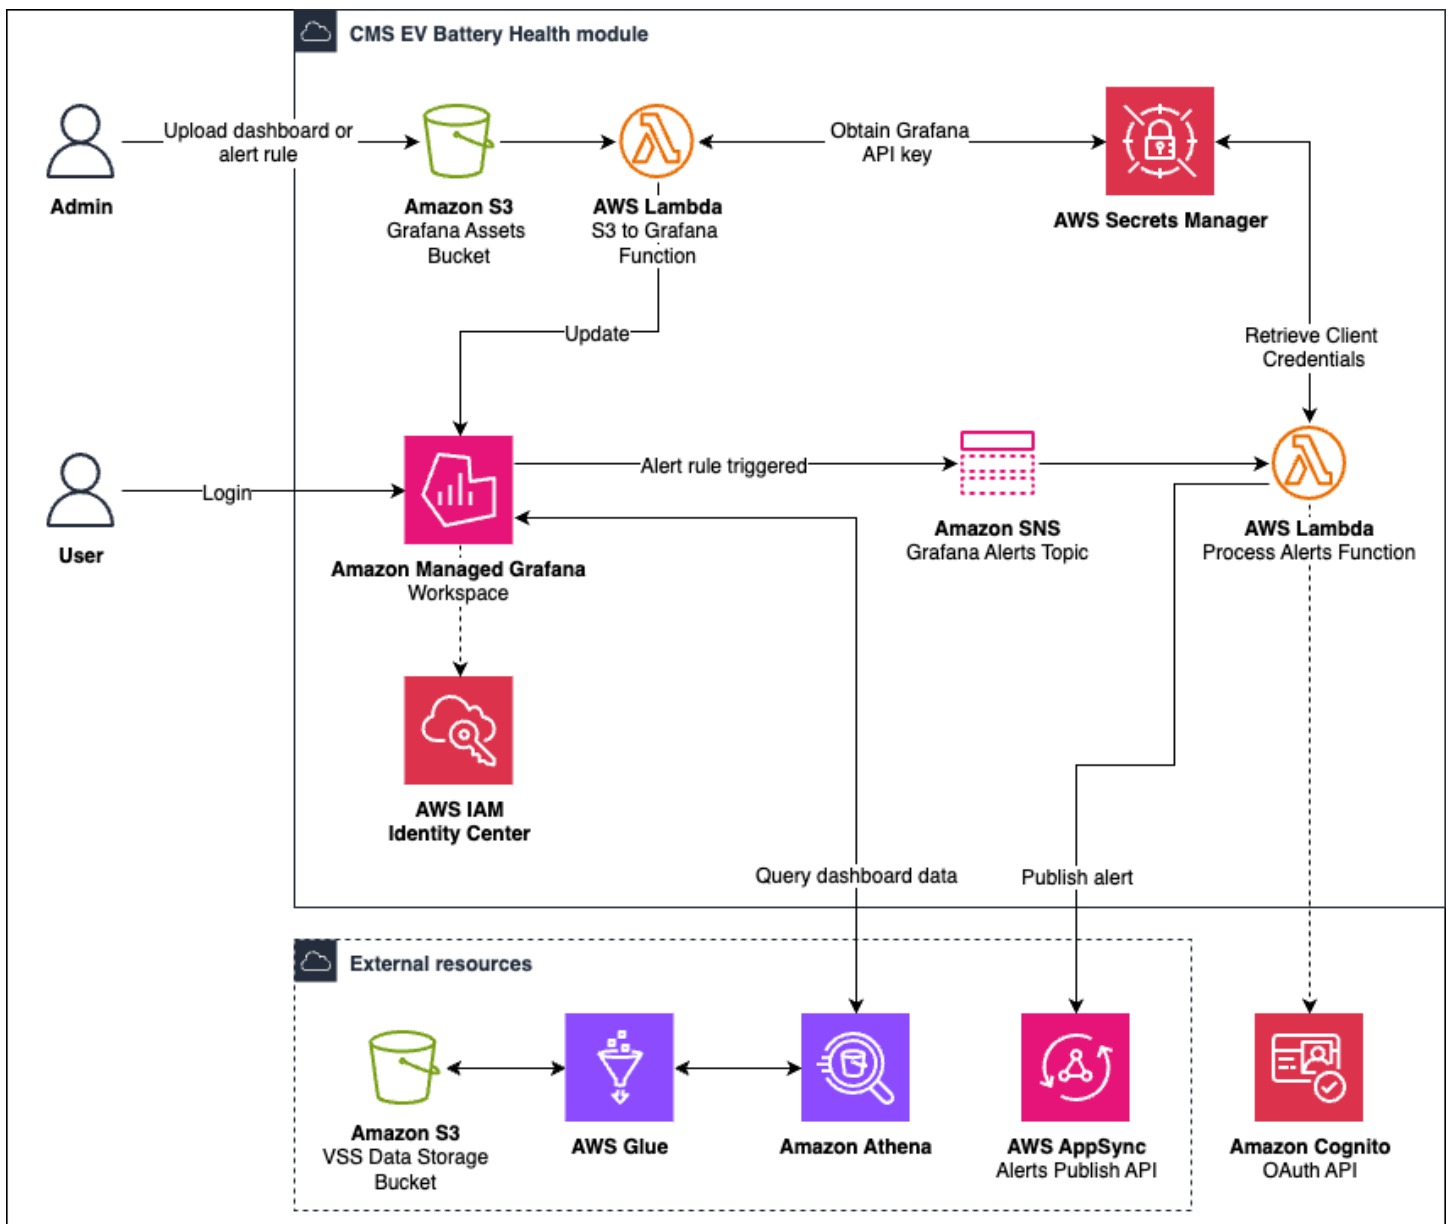 CMS EV Battery Health module
Upload dashboard or
alert rule
Obtain Grafana
API key
Admin
Amazon S3
Grafana Assets
Bucket
AWS Lambda
S3 to Grafana
Function
AWS Secrets Manager
Update
Retrieve Client
Credentials
Login
Alert rule triggered
User
Amazon Managed Grafana
Workspace
Amazon SNS
Grafana Alerts Topic
AWS Lambda
Process Alerts Function
AWS IAM
Identity Center
Query dashboard data
Publish alert
External resources
Amazon S3
VSS Data Storage
Bucket
AWS Glue
Amazon Athena
AWS AppSync
Alerts Publish API
Amazon Cognito
OAuth API